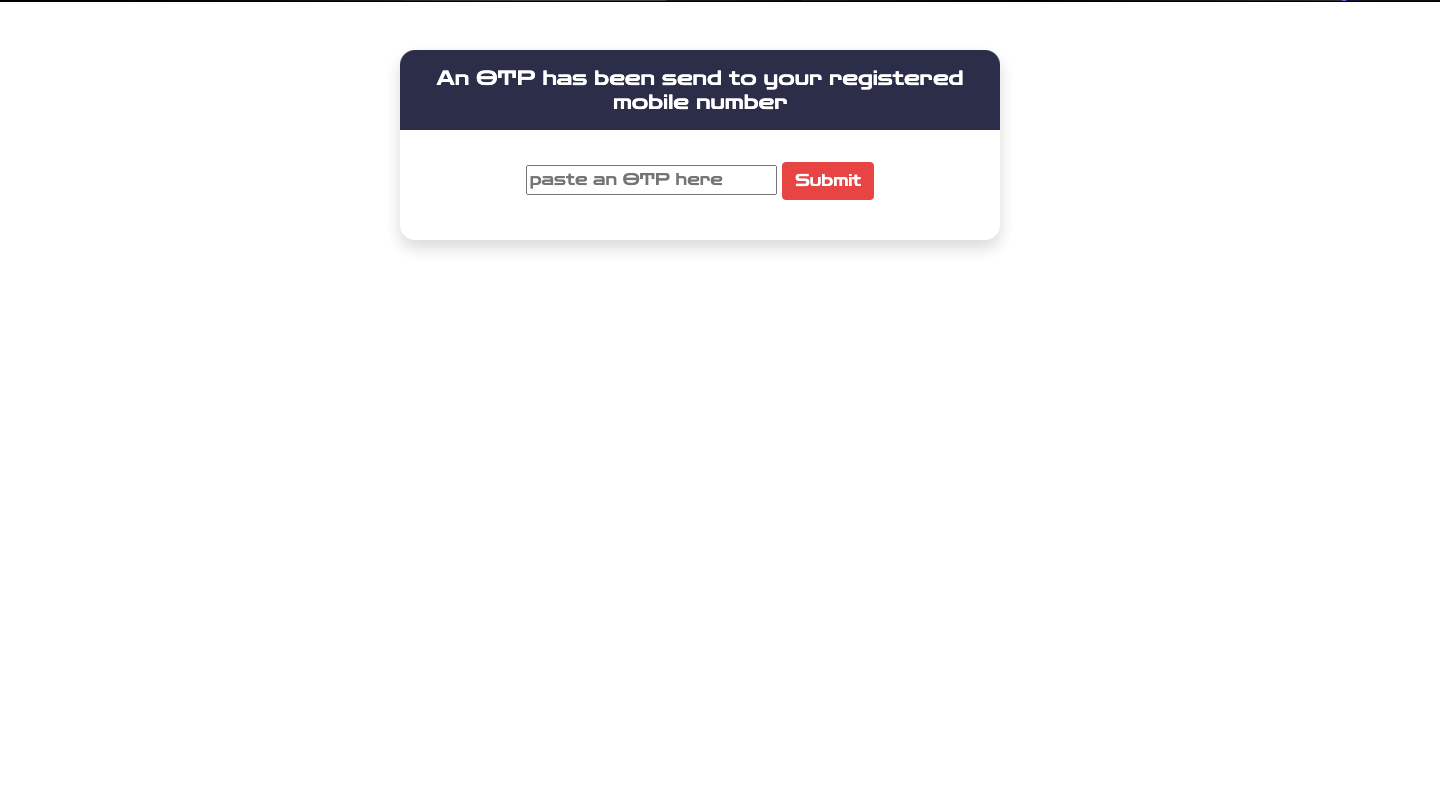 An OTP has been send to your registered
mobile number
paste an OTP here
Submit